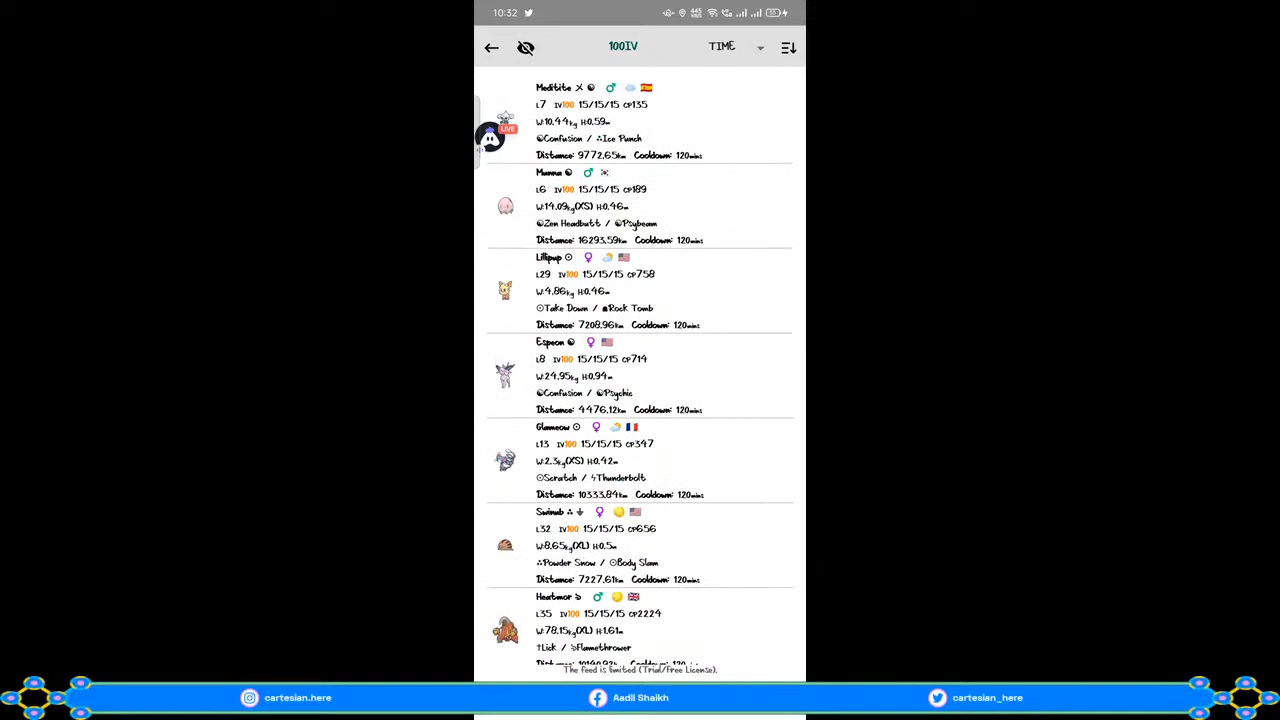 10:32 445 KB/S 55
100IV TIME
Meditite
L7 IV100 15/15/15 CP135
W:10.44kg H:0.59m
Confusion / Ice Punch
Distance: 9772.65km Cooldown: 120mins
LIVE
Munna
L6 IV100 15/15/15 CP189
W:14.09kg(XS) H:0.46m
Zen Headbutt / Psybeam
Distance: 16293.59km Cooldown: 120mins
Lillipup
L29 IV100 15/15/15 CP758
W:4.86kg H:0.46m
Take Down / Rock Tomb
Distance: 7208.96km Cooldown: 120mins
Espeon
L8 IV100 15/15/15 CP714
W:24.95kg H:0.94m
Confusion / Psychic
Distance: 4476.12km Cooldown: 120mins
Glameow
L13 IV100 15/15/15 CP347
W:2.3kg(XS) H:0.42m
Scratch / Thunderbolt
Distance: 10333.84km Cooldown: 120mins
Swinub
L32 IV100 15/15/15 CP656
W:8.65kg(XL) H:0.5m
Powder Snow / Body Slam
Distance: 7227.61km Cooldown: 120mins
Heatmor
L35 IV100 15/15/15 CP2224
W:78.15kg(XL) H:1.61m
Lick / Flamethrower
The feed is limited (Trial/Free License).
cartesian.here Aadil Shaikh cartesian_here